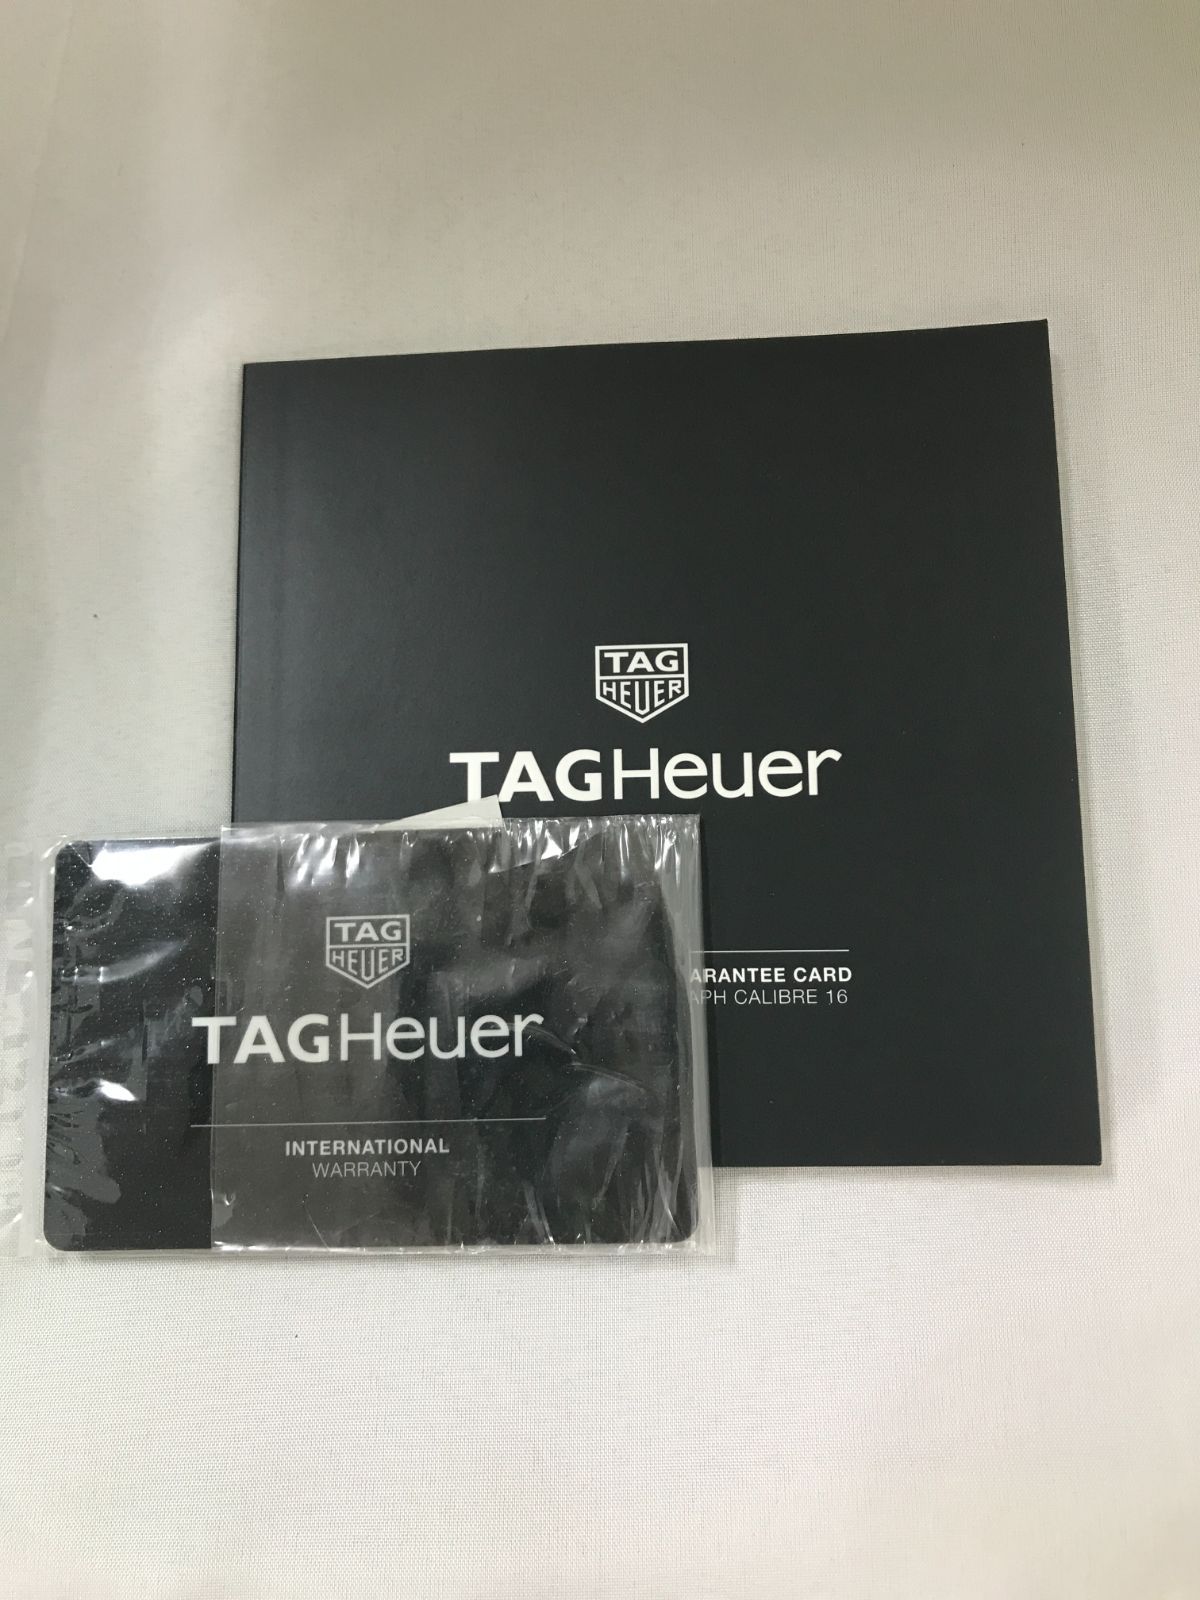 TAG
HEUER
TAGHeuer
ARANTEE CARD
APH CALIBRE 16
TAG
HEUER
TAGHeuer
INTERNATIONAL
WARRANTY